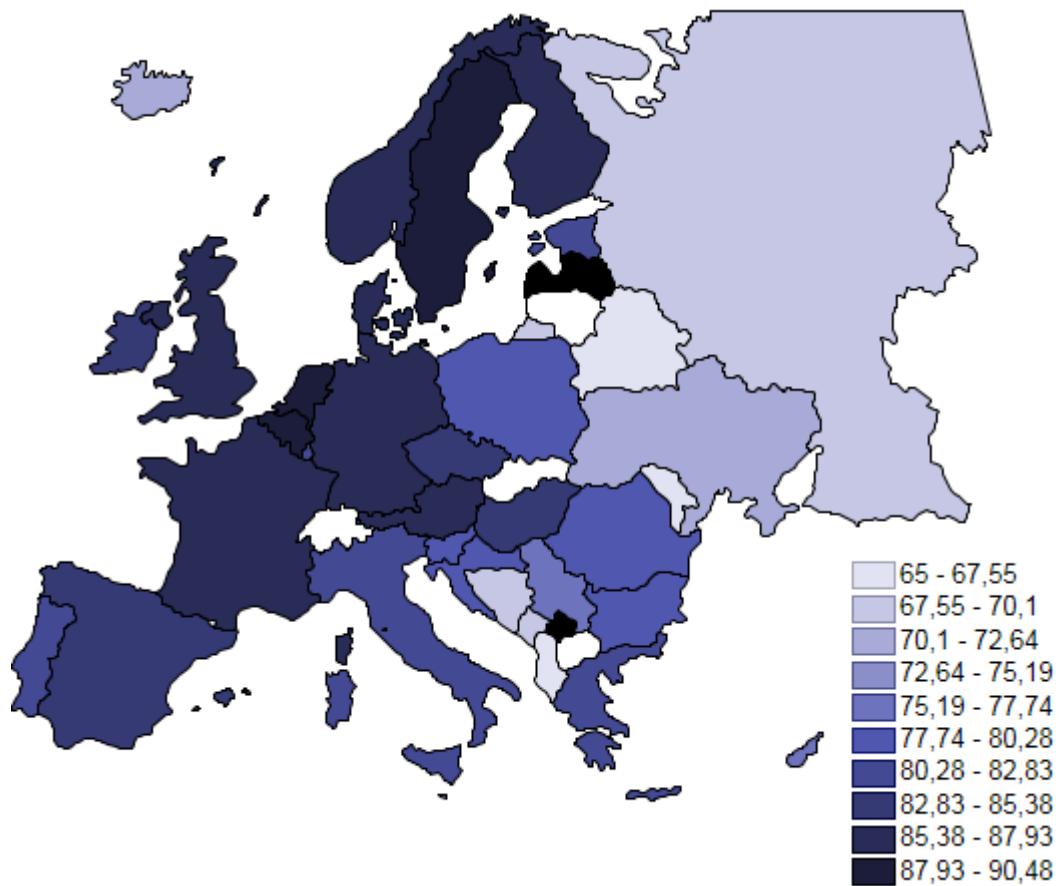 65 - 67,55
67,55 - 70,1
70,1 - 72,64
72,64 - 75,19
75,19 - 77,74
77,74 - 80,28
80,28 - 82,83
82,83 - 85,38
85,38 - 87,93
87,93 - 90,48